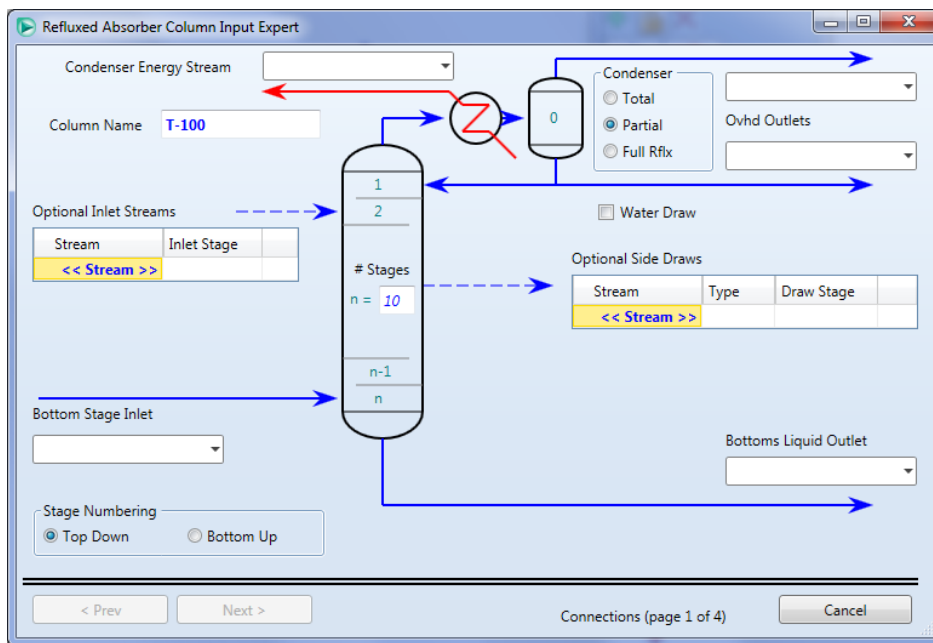 Refluxed Absorber Column Input Expert
Condenser Energy Stream
Column Name T-100
0
Condenser
Total
Partial
Full Rflx
Ovhd Outlets
1
2
Optional Inlet Streams
Stream Inlet Stage
<< Stream >>
Water Draw
# Stages
n = 10
Optional Side Draws
Stream Type Draw Stage
<< Stream >>
n-1
n
Bottom Stage Inlet
Bottoms Liquid Outlet
Stage Numbering
Top Down Bottom Up
< Prev Next > Connections (page 1 of 4) Cancel